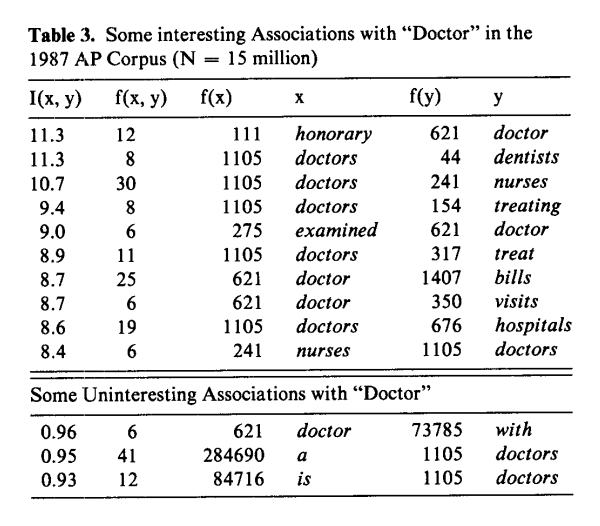 Table 3. Some interesting Associations with “Doctor” in the
1987 AP Corpus (N = 15 million)
I(x, y) f(x, y) f(x) x f(y) y
11.3 12 111 honorary 621 doctor
11.3 8 1105 doctors 44 dentists
10.7 30 1105 doctors 241 nurses
9.4 8 1105 doctors 154 treating
9.0 6 275 examined 621 doctor
8.9 11 1105 doctors 317 treat
8.7 25 621 doctor 1407 bills
8.7 6 621 doctor 350 visits
8.6 19 1105 doctors 676 hospitals
8.4 6 241 nurses 1105 doctors
Some Uninteresting Associations with “Doctor”
0.96 6 621 doctor 73785 with
0.95 41 284690 a 1105 doctors
0.93 12 84716 is 1105 doctors